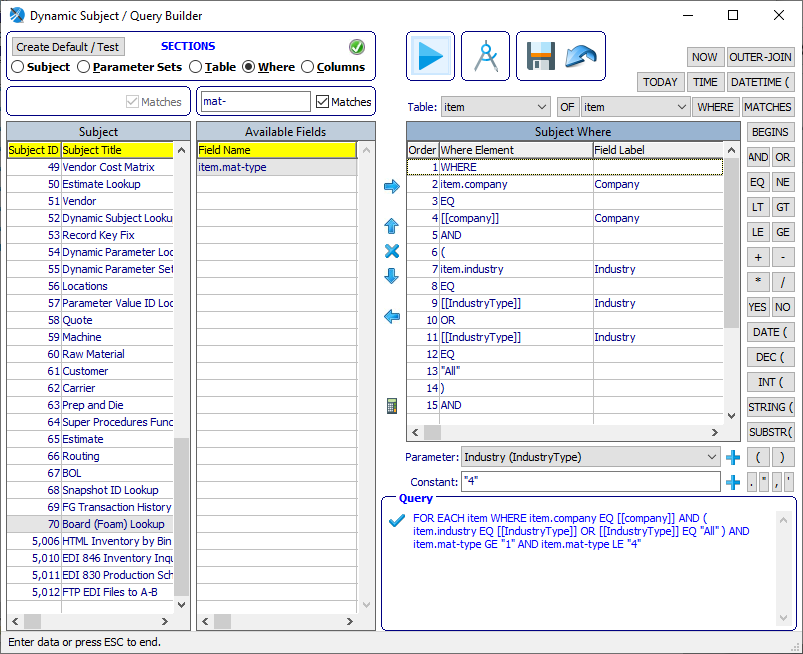 Dynamic Subject / Query Builder
Create Default / Test
SECTIONS
Subject Parameter Sets Table Where Columns
Matches
mat-
Matches
NOW OUTER-JOIN
TODAY TIME DATETIME (
Table: item OF item WHERE MATCHES
Subject
Subject ID Subject Title
49 Vendor Cost Matrix
50 Estimate Lookup
51 Vendor
52 Dynamic Subject Looku
53 Record Key Fix
54 Dynamic Parameter Loo
55 Dynamic Parameter Set
56 Locations
57 Parameter Value ID Loo
58 Quote
59 Machine
60 Raw Material
61 Customer
62 Carrier
63 Prep and Die
64 Super Procedures Func
65 Estimate
66 Routing
67 BOL
68 Snapshot ID Lookup
69 FG Transaction History
70 Board (Foam) Lookup
5,006 HTML Inventory by Bin
5,010 EDI 846 Inventory Inqu
5,011 EDI 830 Production Sch
5,012 FTP EDI Files to A-B
Available Fields
Field Name
item.mat-type
Subject Where
Order Where Element Field Label
1 WHERE
2 item.company Company
3 EQ
4 [[company]] Company
5 AND
6 (
7 item.industry Industry
8 EQ
9 [[IndustryType]] Industry
10 OR
11 [[IndustryType]] Industry
12 EQ
13 "All"
14 )
15 AND
BEGINS
AND OR
EQ NE
LT GT
LE GE
+ -
* /
YES NO
DATE (
DEC (
INT (
STRING (
SUBSTR(
( )
. " , '
Parameter: Industry (IndustryType)
Constant: "4"
Query
FOR EACH item WHERE item.company EQ [[company]] AND (
item.industry EQ [[IndustryType]] OR [[IndustryType]] EQ "All" ) AND
item.mat-type GE "1" AND item.mat-type LE "4"
Enter data or press ESC to end.